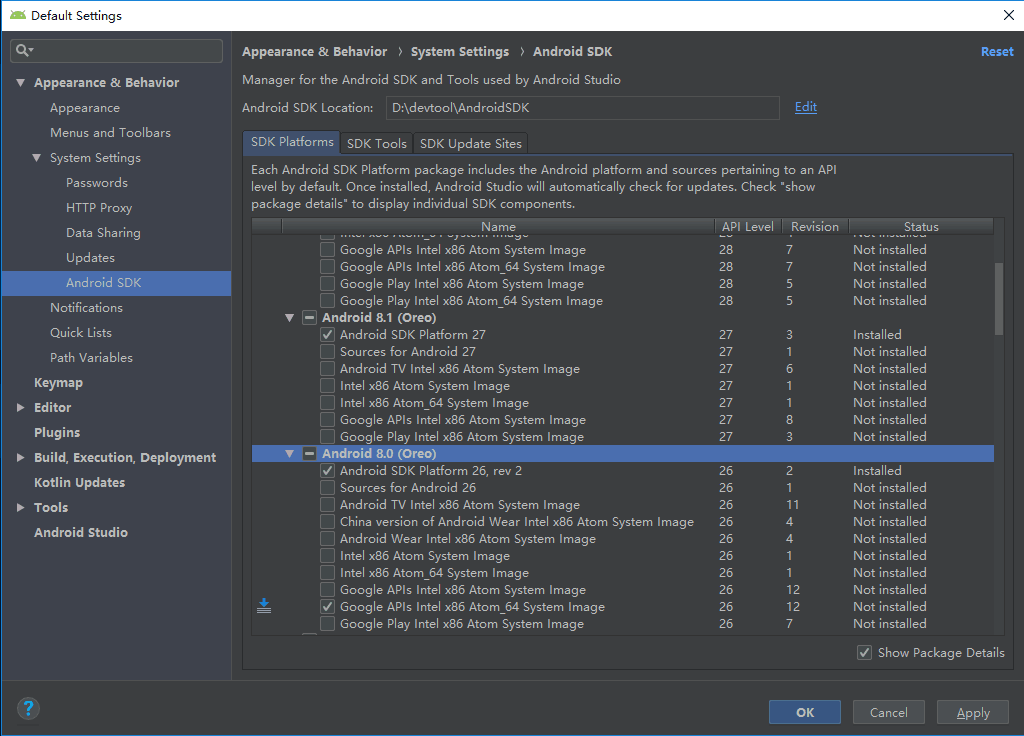 Default Settings
Appearance & Behavior
Appearance
Menus and Toolbars
System Settings
Passwords
HTTP Proxy
Data Sharing
Updates
Android SDK
Notifications
Quick Lists
Path Variables
Keymap
Editor
Plugins
Build, Execution, Deployment
Kotlin Updates
Tools
Android Studio
Appearance & Behavior › System Settings › Android SDK Reset
Manager for the Android SDK and Tools used by Android Studio
Android SDK Location: D:\devtool\AndroidSDK Edit
SDK Platforms SDK Tools SDK Update Sites
Each Android SDK Platform package includes the Android platform and sources pertaining to an API
level by default. Once installed, Android Studio will automatically check for updates. Check "show
package details" to display individual SDK components.
Name API Level Revision Status
Intel x86 Atom_64 System Image 28 Not installed
Google APIs Intel x86 Atom System Image 28 7 Not installed
Google APIs Intel x86 Atom_64 System Image 28 7 Not installed
Google Play Intel x86 Atom System Image 28 5 Not installed
Google Play Intel x86 Atom_64 System Image 28 5 Not installed
Android 8.1 (Oreo)
Android SDK Platform 27 27 3 Installed
Sources for Android 27 27 1 Not installed
Android TV Intel x86 Atom System Image 27 6 Not installed
Intel x86 Atom System Image 27 1 Not installed
Intel x86 Atom_64 System Image 27 1 Not installed
Google APIs Intel x86 Atom System Image 27 8 Not installed
Google Play Intel x86 Atom System Image 27 3 Not installed
Android 8.0 (Oreo)
Android SDK Platform 26, rev 2 26 2 Installed
Sources for Android 26 26 1 Not installed
Android TV Intel x86 Atom System Image 26 11 Not installed
China version of Android Wear Intel x86 Atom System Image 26 4 Not installed
Android Wear Intel x86 Atom System Image 26 4 Not installed
Intel x86 Atom System Image 26 1 Not installed
Intel x86 Atom_64 System Image 26 1 Not installed
Google APIs Intel x86 Atom System Image 26 12 Not installed
Google APIs Intel x86 Atom_64 System Image 26 12 Not installed
Google Play Intel x86 Atom System Image 26 7 Not installed
Show Package Details
? OK Cancel Apply